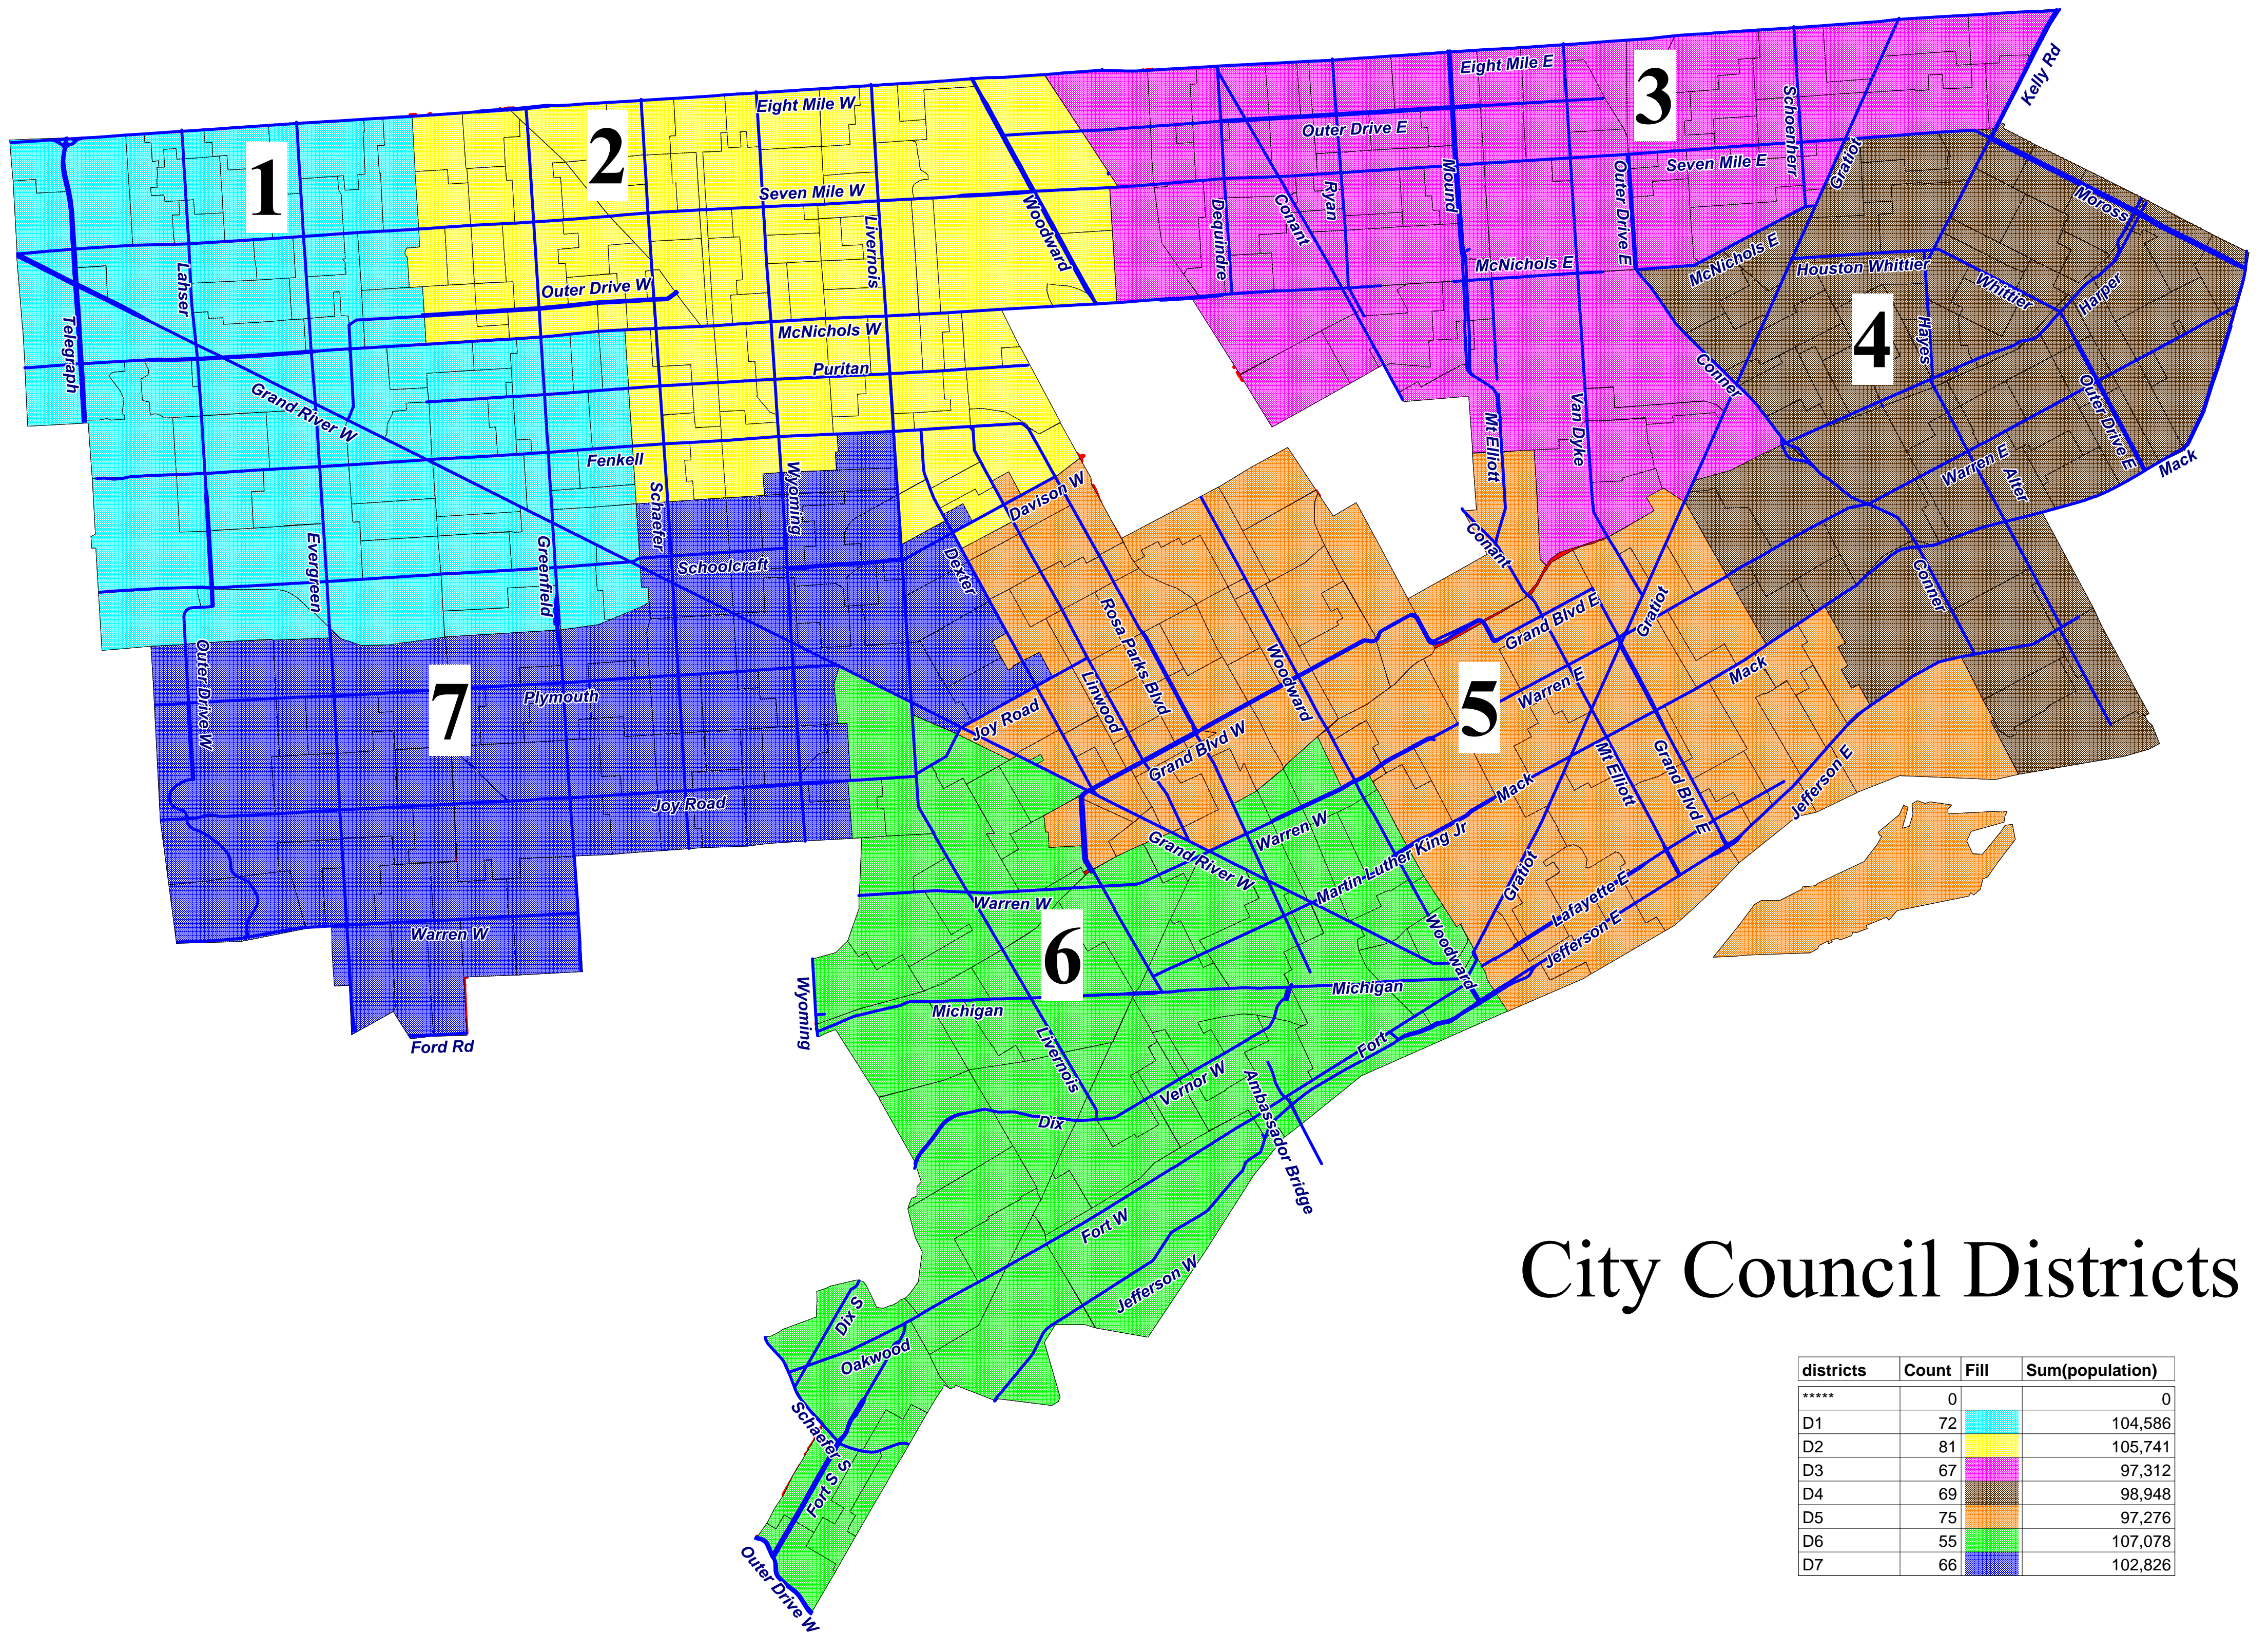 Eight Mile W
Eight Mile E
Kelly Rd
1
2
3
Outer Drive E
Schoenherr
Gratiot
Seven Mile W
Seven Mile E
Outer Drive E
Mound
Ryan
Conant
Dequindre
Woodward
Livernois
Moross
Lahser
Telegraph
Outer Drive W
McNichols W
McNichols E
McNichols E
Houston Whittier
Whittier
Harper
Hayes
4
Puritan
Grand River W
Conner
Outer Drive E
Mack
Fenkell
Schaefer
Wyoming
Davison W
Mt Elliott
Van Dyke
Warren E
Alter
Evergreen
Greenfield
Schoolcraft
Dexter
Conant
Conner
Outer Drive W
7
Plymouth
Joy Road
Linwood
Rosa Parks Blvd
Woodward
Grand Blvd E
Gratiot
5
Warren E
Mack
Joy Road
Grand Blvd W
Mack
Mt Elliott
Grand Blvd E
Jefferson E
Warren W
Warren W
6
Grand River W
Warren W
Martin Luther King Jr
Gratiot
Lafayette E
Jefferson E
Woodward
Wyoming
Michigan
Michigan
Ford Rd
Livernois
Dix
Vernor W
Fort
Ambassador Bridge
Fort W
Jefferson W
Dix S
Oakwood
Schaefer S
Fort S
Outer Drive W
City Council Districts
districts Count Fill Sum(population)
***** 0 0
D1 72 104,586
D2 81 105,741
D3 67 97,312
D4 69 98,948
D5 75 97,276
D6 55 107,078
D7 66 102,826